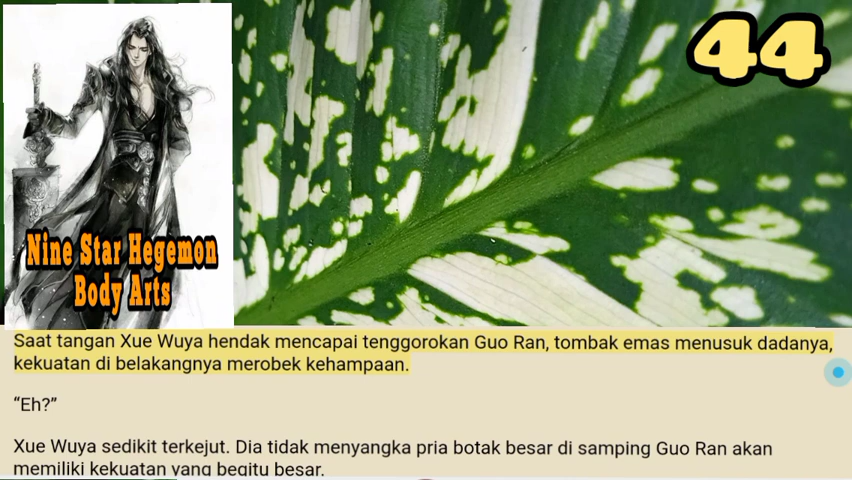 44
Nine Star Hegemon
Body Arts
Saat tangan Xue Wuya hendak mencapai tenggorokan Guo Ran, tombak emas menusuk dadanya,
kekuatan di belakangnya merobek kehampaan.
“Eh?”
Xue Wuya sedikit terkejut. Dia tidak menyangka pria botak besar di samping Guo Ran akan
memiliki kekuatan yang begitu besar.